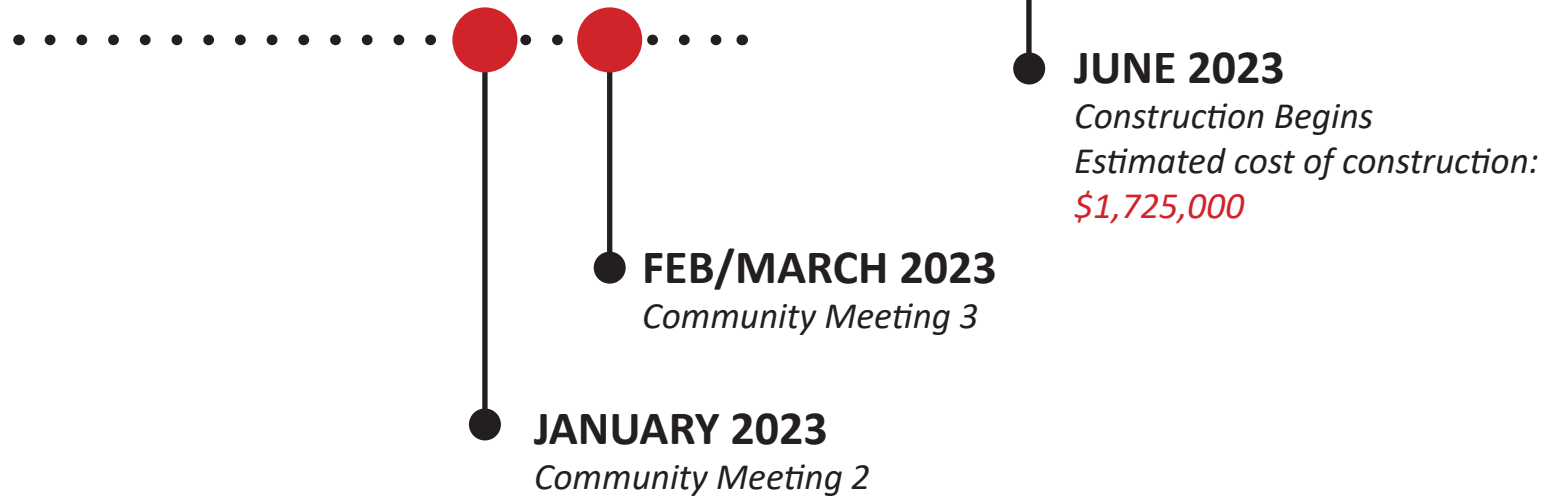 JUNE 2023
Construction Begins
Estimated cost of construction:
$1,725,000
FEB/MARCH 2023
Community Meeting 3
JANUARY 2023
Community Meeting 2